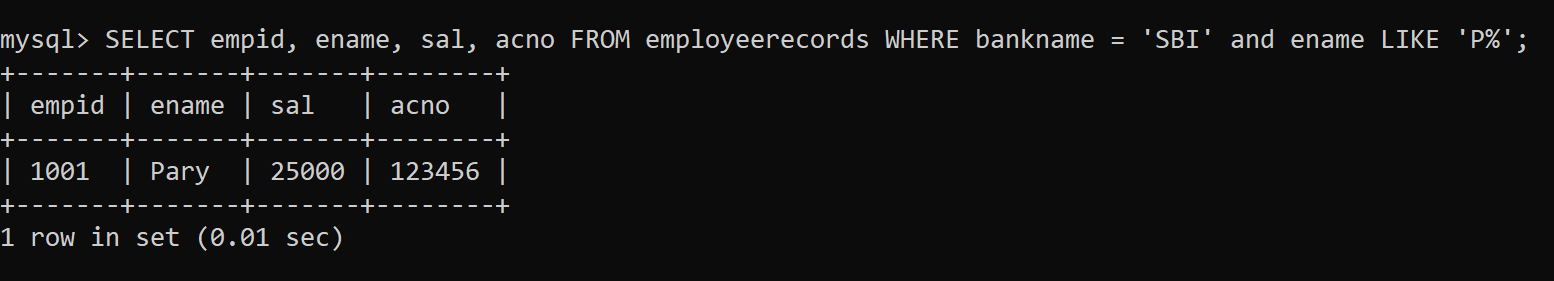 mysql> SELECT empid, ename, sal, acno FROM employeerecords WHERE bankname = 'SBI' and ename LIKE 'P%';
+-------+-------+-------+--------+
| empid | ename | sal   | acno   |
+-------+-------+-------+--------+
| 1001  | Pary  | 25000 | 123456 |
+-------+-------+-------+--------+
1 row in set (0.01 sec)